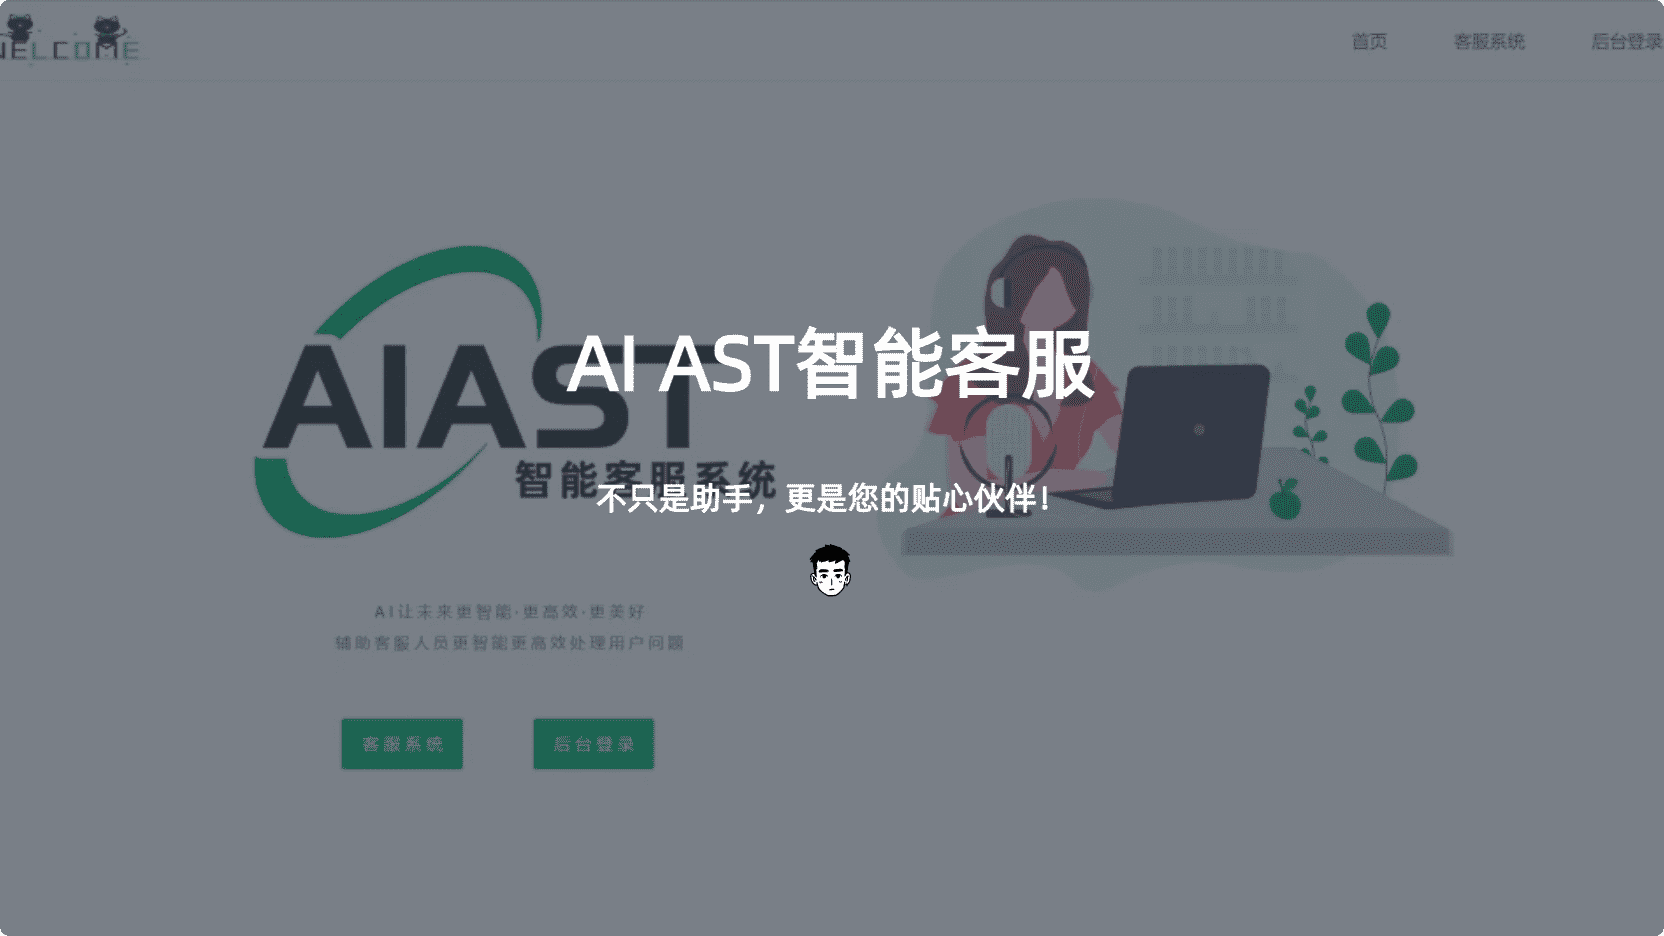 WELCOME
首页 客服系统 后台登录
AIAST
智能客服系统
AI AST智能客服
不只是助手，更是您的贴心伙伴！
AI让未来更智能·更高效·更美好
辅助客服人员更智能更高效处理用户问题
客服系统 后台登录